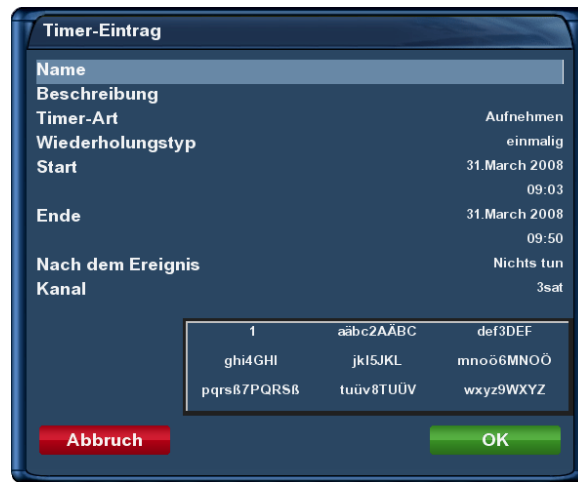 Timer-Eintrag
Name
Beschreibung
Timer-Art Aufnehmen
Wiederholungstyp einmalig
Start 31.March 2008
09:03
Ende 31.March 2008
09:50
Nach dem Ereignis Nichts tun
Kanal 3sat
1 aäbc2AÄBC def3DEF
ghi4GHI jkl5JKL mnoö6MNOÖ
pqrsß7PQRSß tuüv8TUÜV wxyz9WXYZ
Abbruch OK